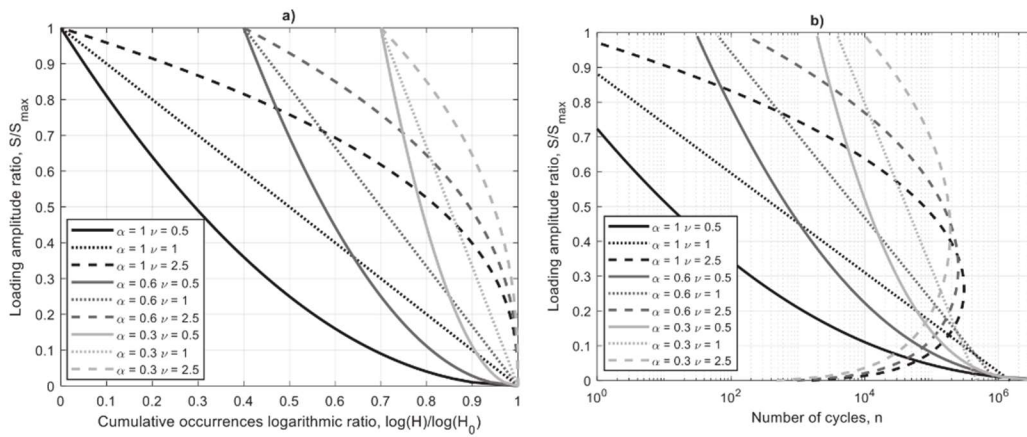 a)
Loading amplitude ratio, S/S_max
1
0.9
0.8
0.7
0.6
0.5
0.4
0.3
0.2
0.1
0
α = 1 ν = 0.5
α = 1 ν = 1
α = 1 ν = 2.5
α = 0.6 ν = 0.5
α = 0.6 ν = 1
α = 0.6 ν = 2.5
α = 0.3 ν = 0.5
α = 0.3 ν = 1
α = 0.3 ν = 2.5
0 0.1 0.2 0.3 0.4 0.5 0.6 0.7 0.8 0.9 1
Cumulative occurrences logarithmic ratio, log(H)/log(H_0)
b)
Loading amplitude ratio, S/S_max
1
0.9
0.8
0.7
0.6
0.5
0.4
0.3
0.2
0.1
0
α = 1 ν = 0.5
α = 1 ν = 1
α = 1 ν = 2.5
α = 0.6 ν = 0.5
α = 0.6 ν = 1
α = 0.6 ν = 2.5
α = 0.3 ν = 0.5
α = 0.3 ν = 1
α = 0.3 ν = 2.5
10^0 10^2 10^4 10^6
Number of cycles, n